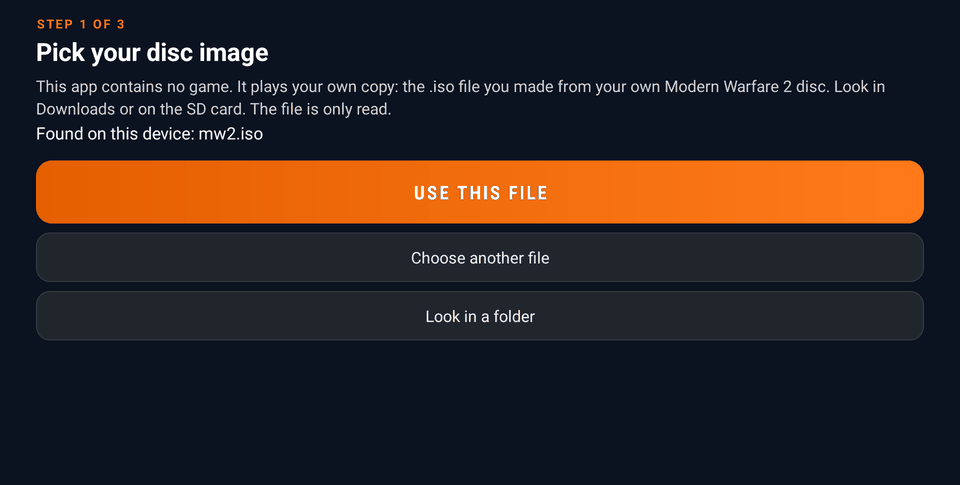 STEP 1 OF 3
Pick your disc image
This app contains no game. It plays your own copy: the .iso file you made from your own Modern Warfare 2 disc. Look in
Downloads or on the SD card. The file is only read.
Found on this device: mw2.iso
USE THIS FILE
Choose another file
Look in a folder